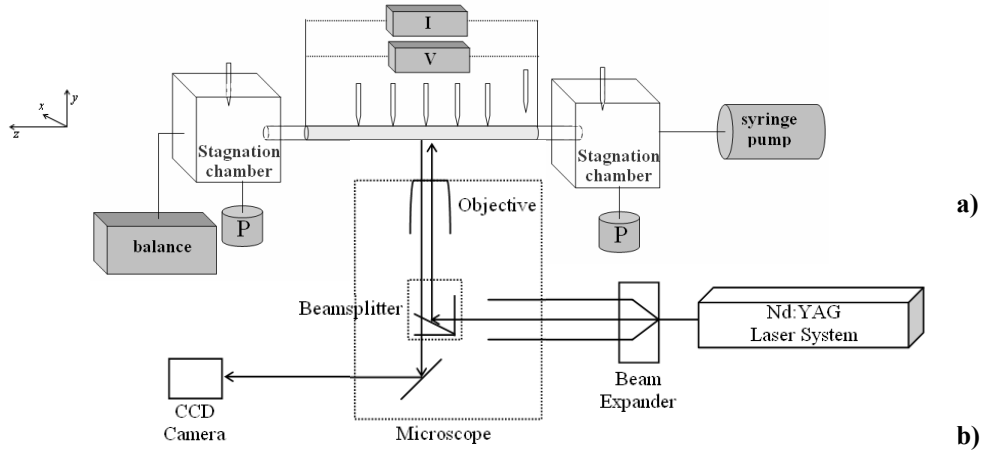 I
V
y
x
z
Stagnation
chamber
P
balance
Stagnation
chamber
P
syringe
pump
a)
Objective
Beamsplitter
Nd:YAG
Laser System
Beam
Expander
CCD
Camera
Microscope
b)